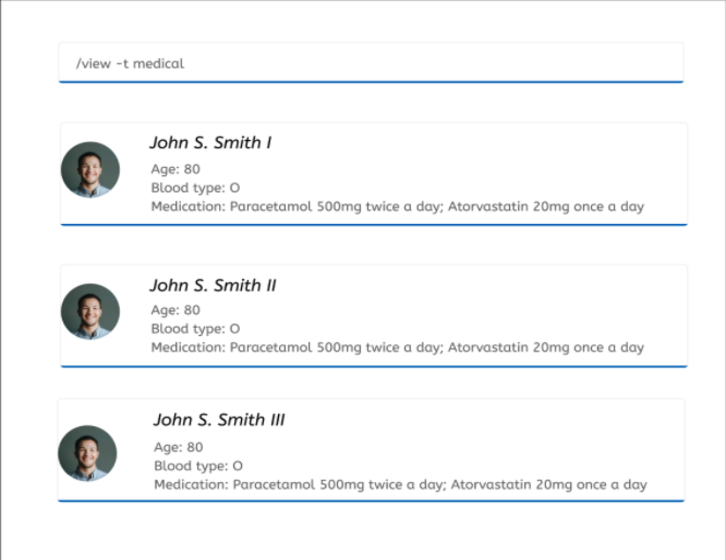 /view -t medical
John S. Smith I
Age: 80
Blood type: O
Medication: Paracetamol 500mg twice a day; Atorvastatin 20mg once a day
John S. Smith II
Age: 80
Blood type: O
Medication: Paracetamol 500mg twice a day; Atorvastatin 20mg once a day
John S. Smith III
Age: 80
Blood type: O
Medication: Paracetamol 500mg twice a day; Atorvastatin 20mg once a day